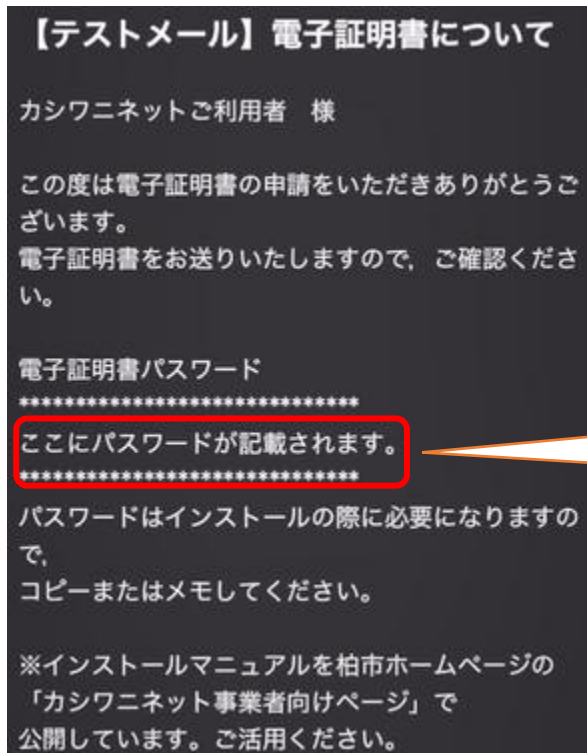 【テストメール】電子証明書について
カシワニネットご利用者　様
この度は電子証明書の申請をいただきありがとうご
ざいます。
電子証明書をお送りいたしますので，ご確認くださ
い。
電子証明書パスワード
******************************
ここにパスワードが記載されます。
******************************
パスワードはインストールの際に必要になりますの
で，
コピーまたはメモしてください。
※インストールマニュアルを柏市ホームページの
「カシワニネット事業者向けページ」で
公開しています。ご活用ください。